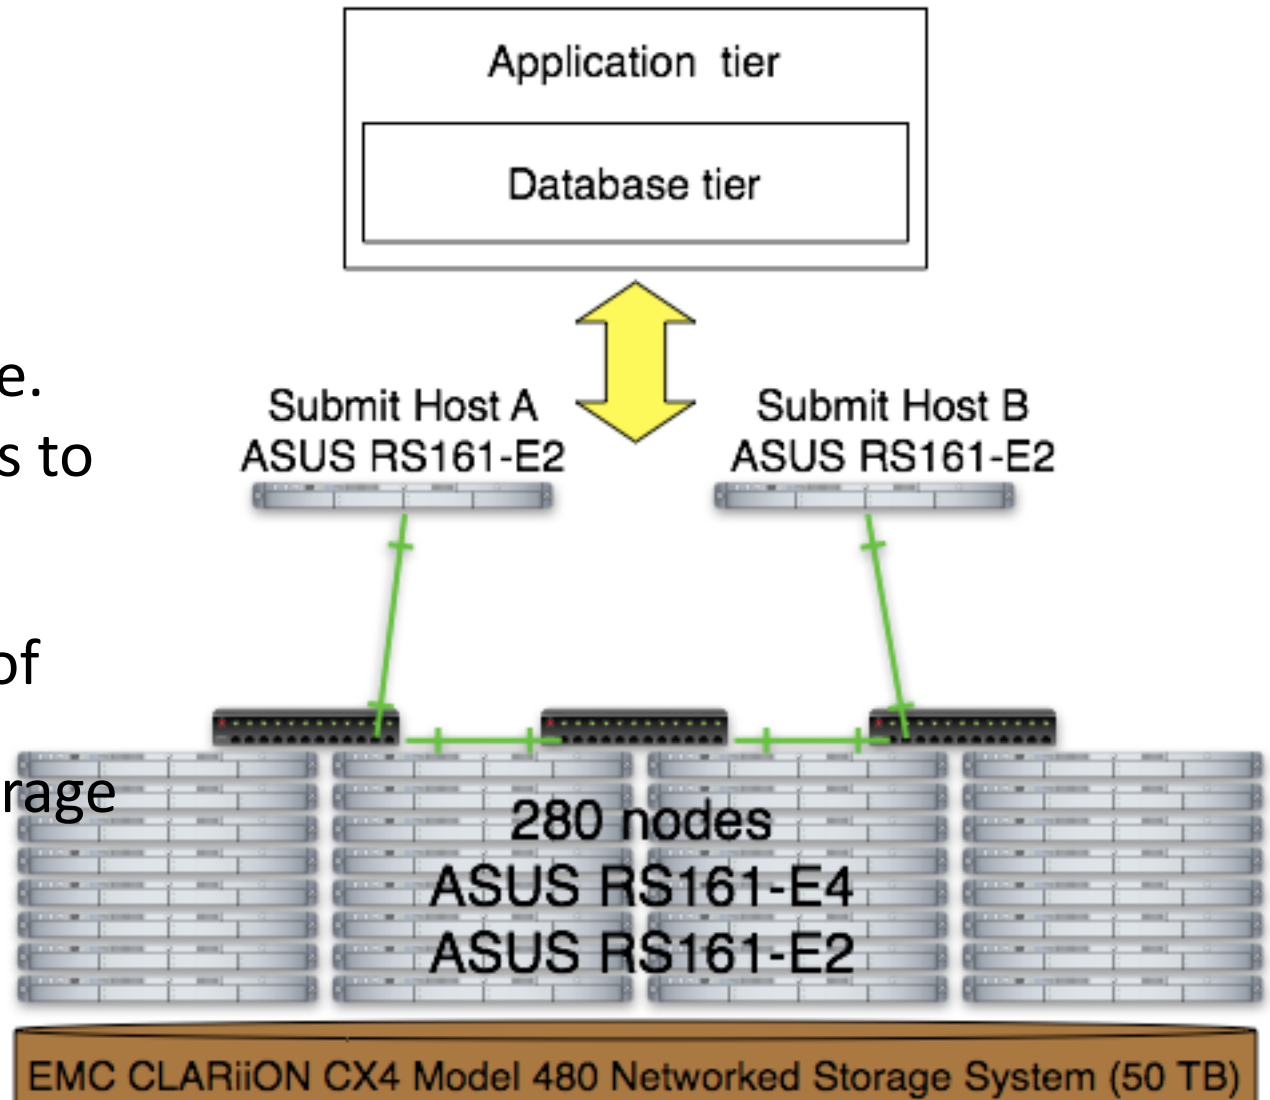 Application tier
Database tier
e.
s to
of
rage
Submit Host A
ASUS RS161-E2
Submit Host B
ASUS RS161-E2
280 nodes
ASUS RS161-E4
ASUS RS161-E2
EMC CLARiiON CX4 Model 480 Networked Storage System (50 TB)